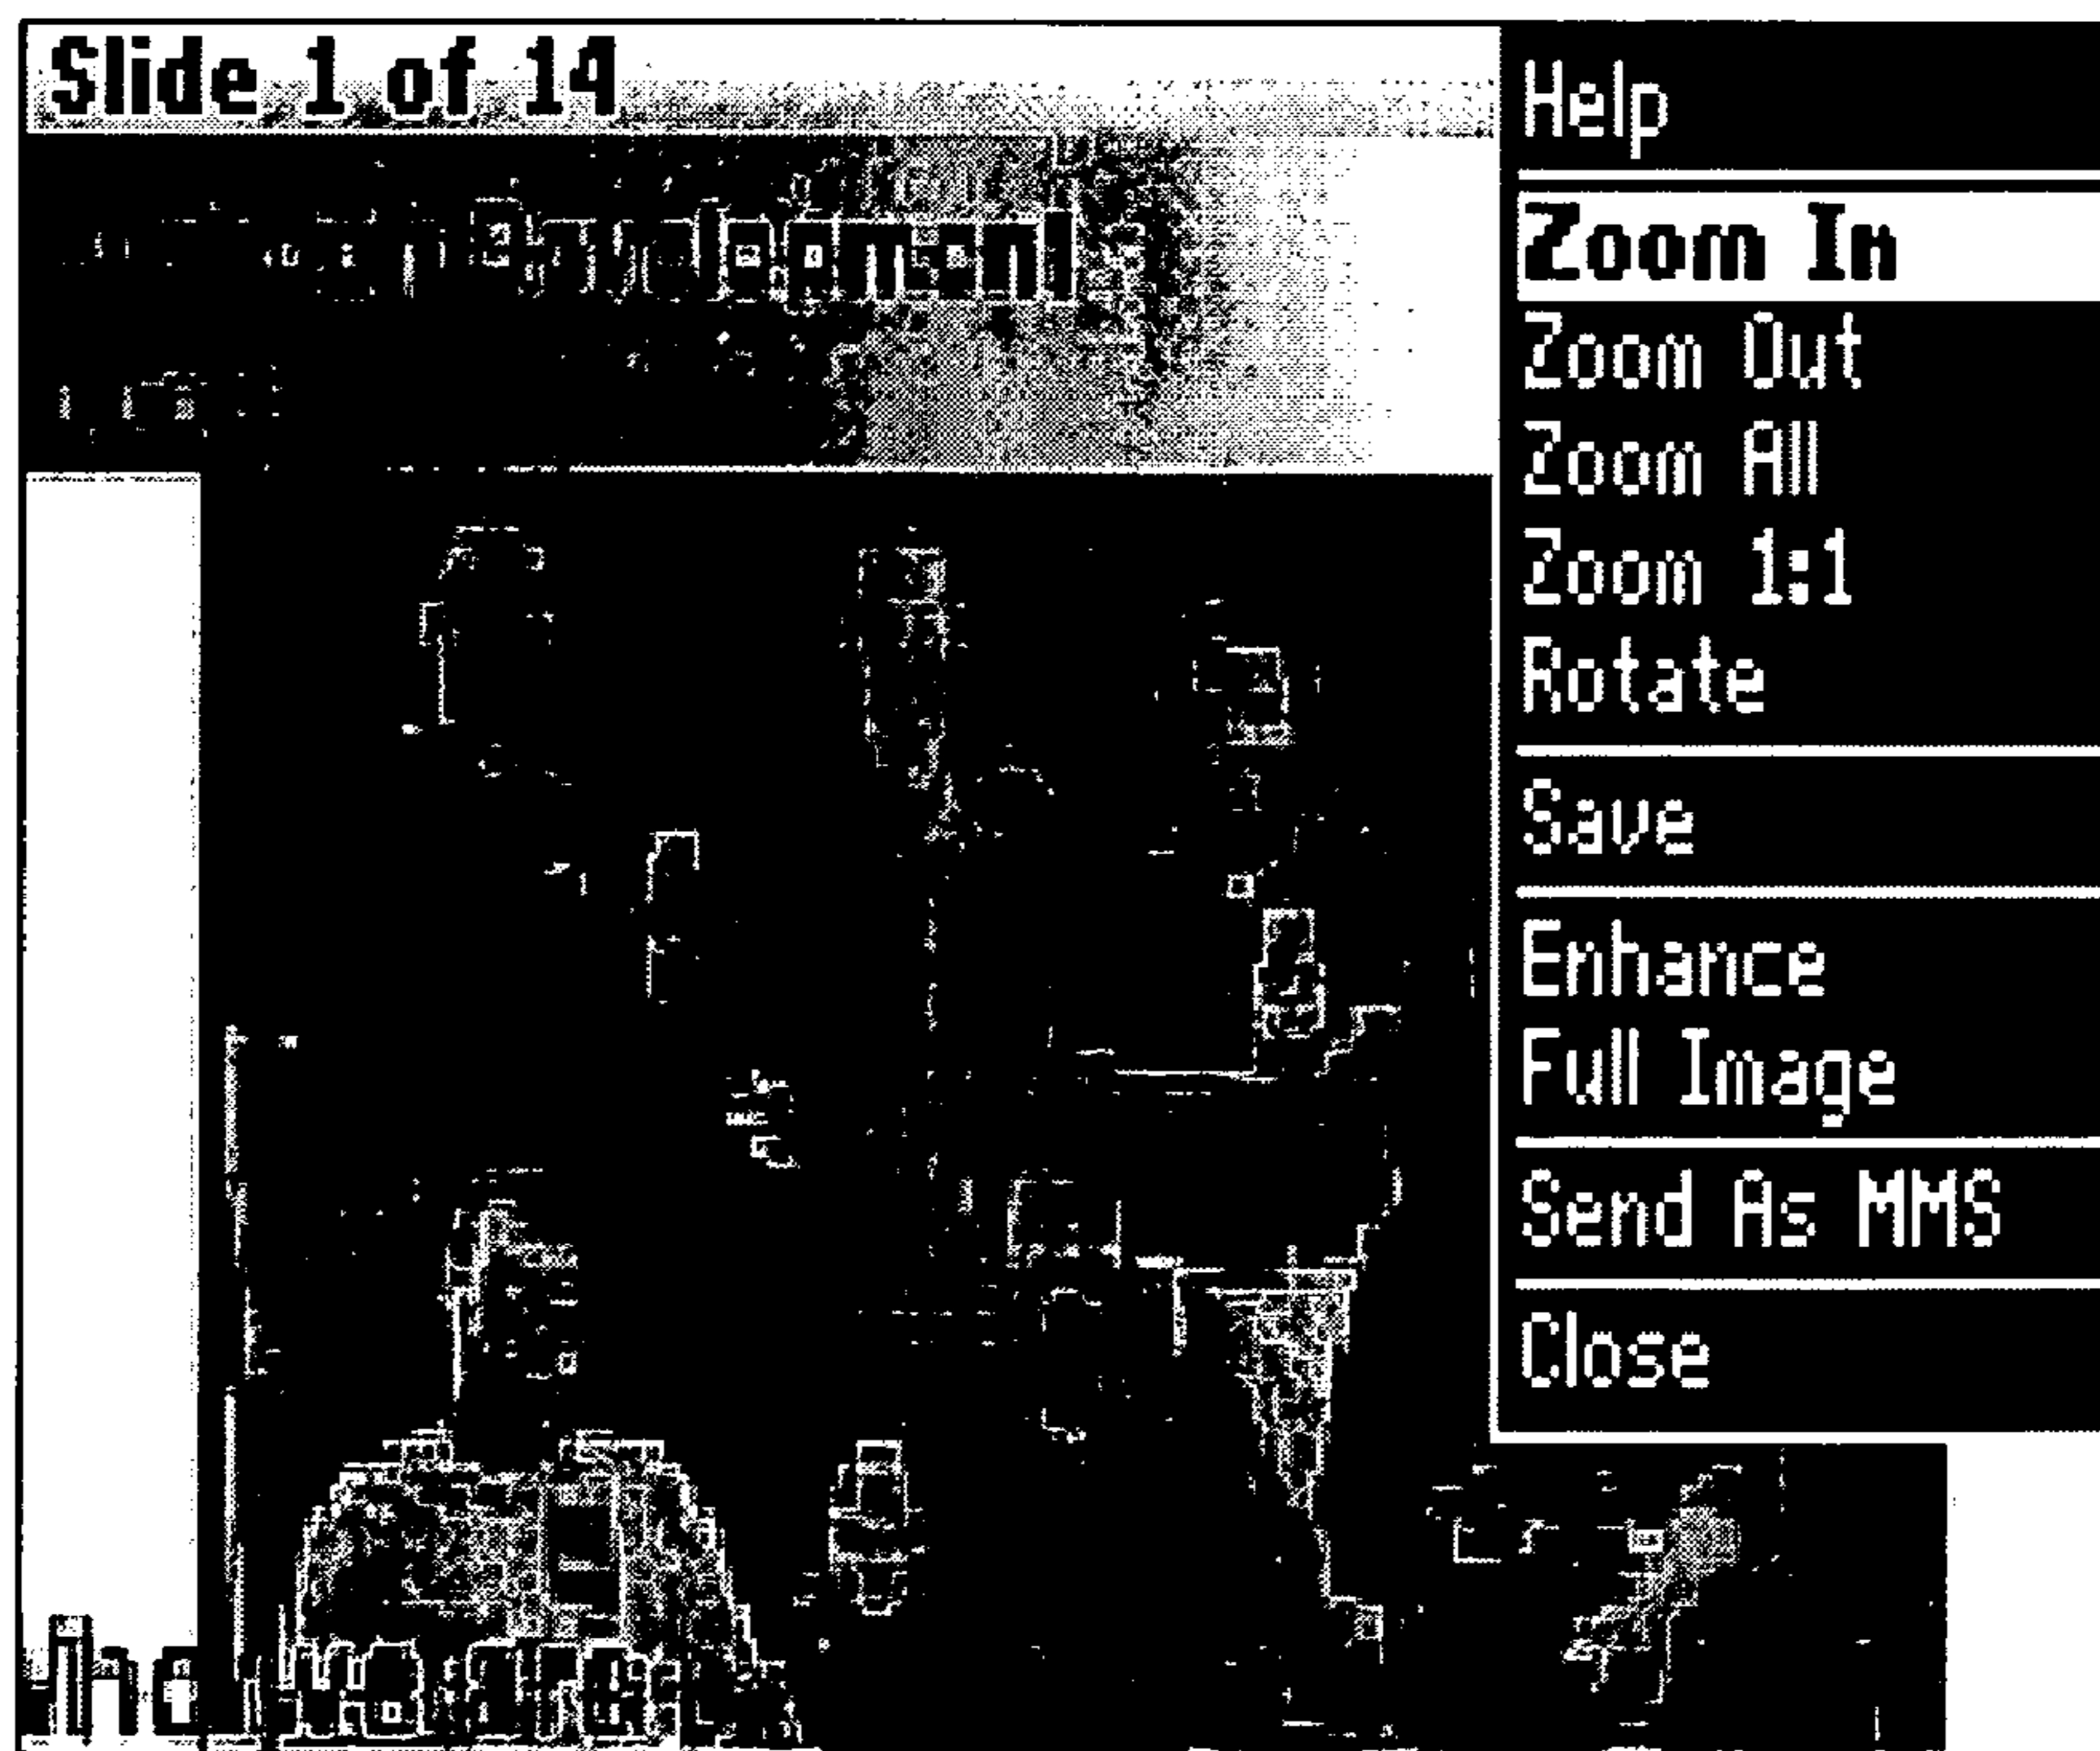 Slide 1 of 14
Help
Zoom In
Zoom Out
Zoom All
Zoom 1:1
Rotate
Save
Enhance
Full Image
Send As MMS
Close